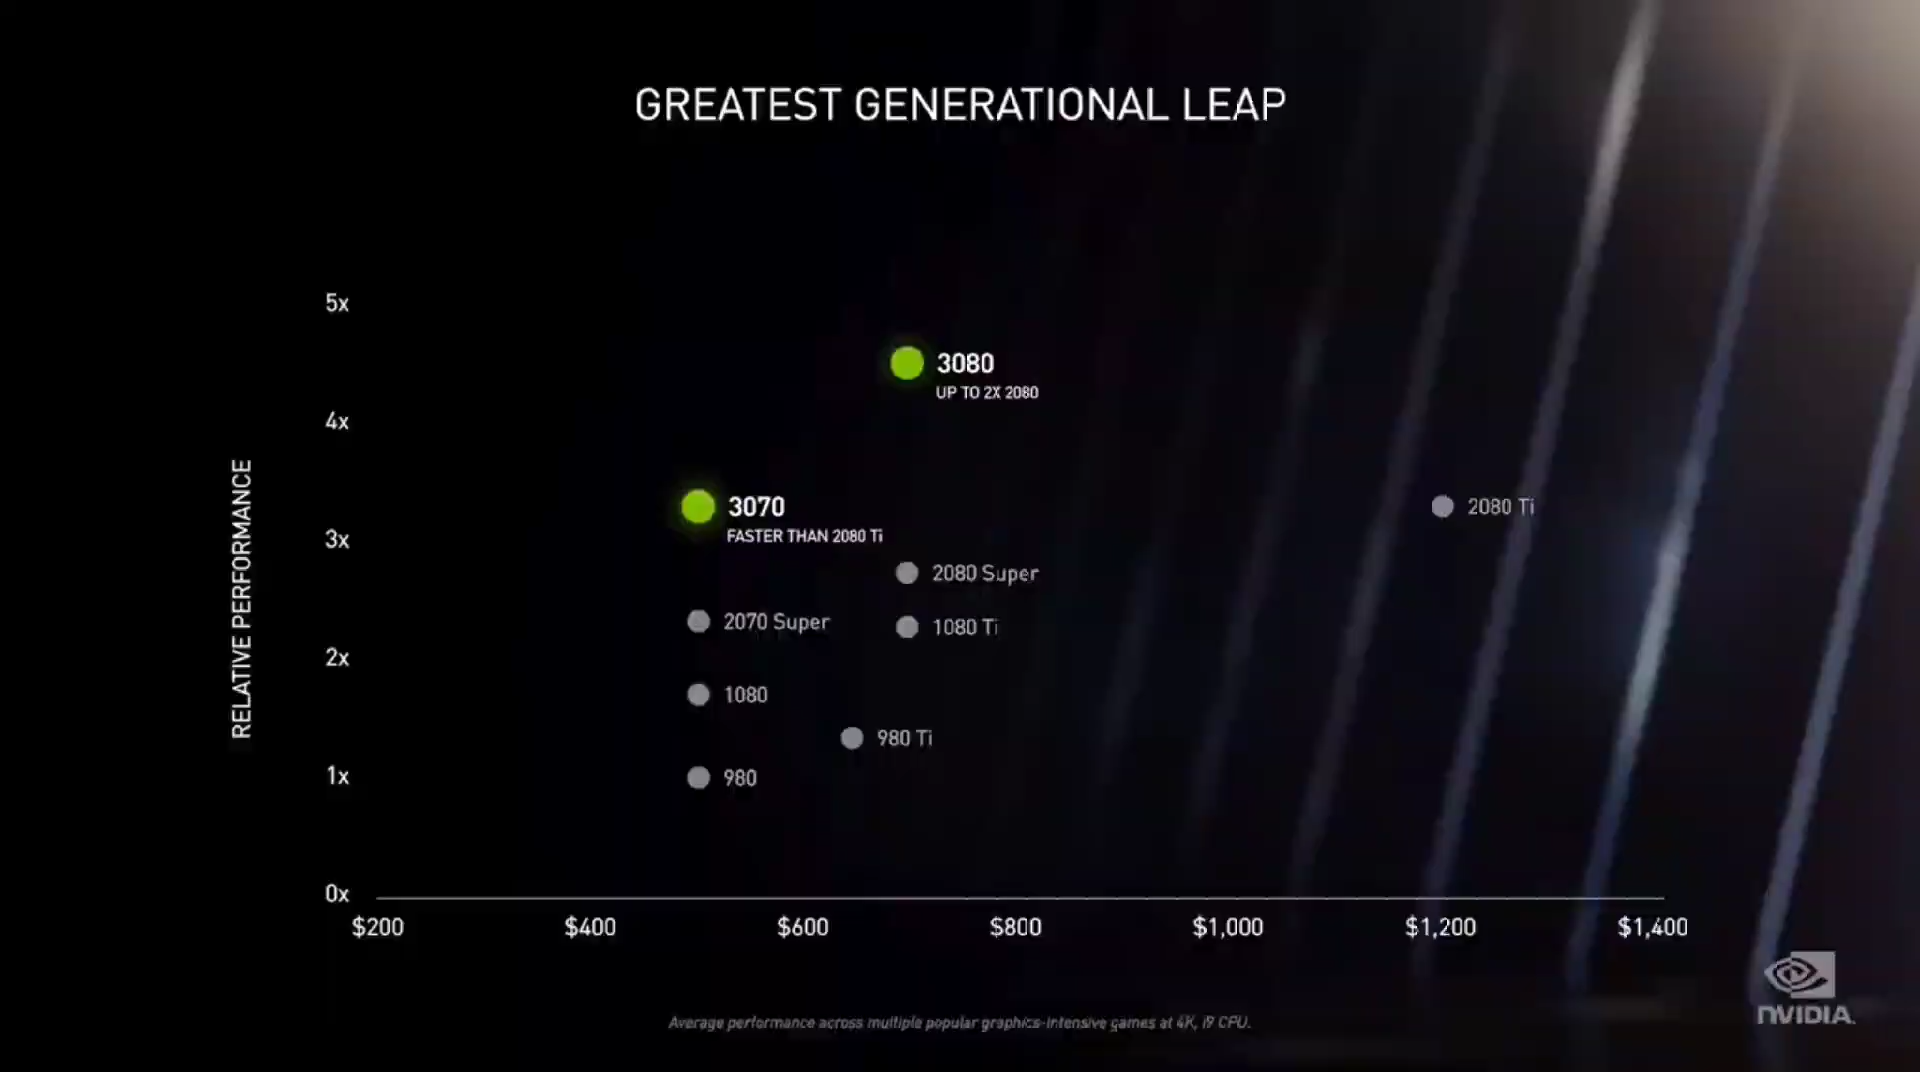 GREATEST GENERATIONAL LEAP
RELATIVE PERFORMANCE
5x
4x
3x
2x
1x
0x
3080
UP TO 2X 2080
3070
FASTER THAN 2080 Ti
2080 Ti
2080 Super
2070 Super
1080 Ti
1080
980 Ti
980
$200
$400
$600
$800
$1,000
$1,200
$1,400
Average performance across multiple popular graphics-intensive games at 4K, i9 CPU.
NVIDIA.